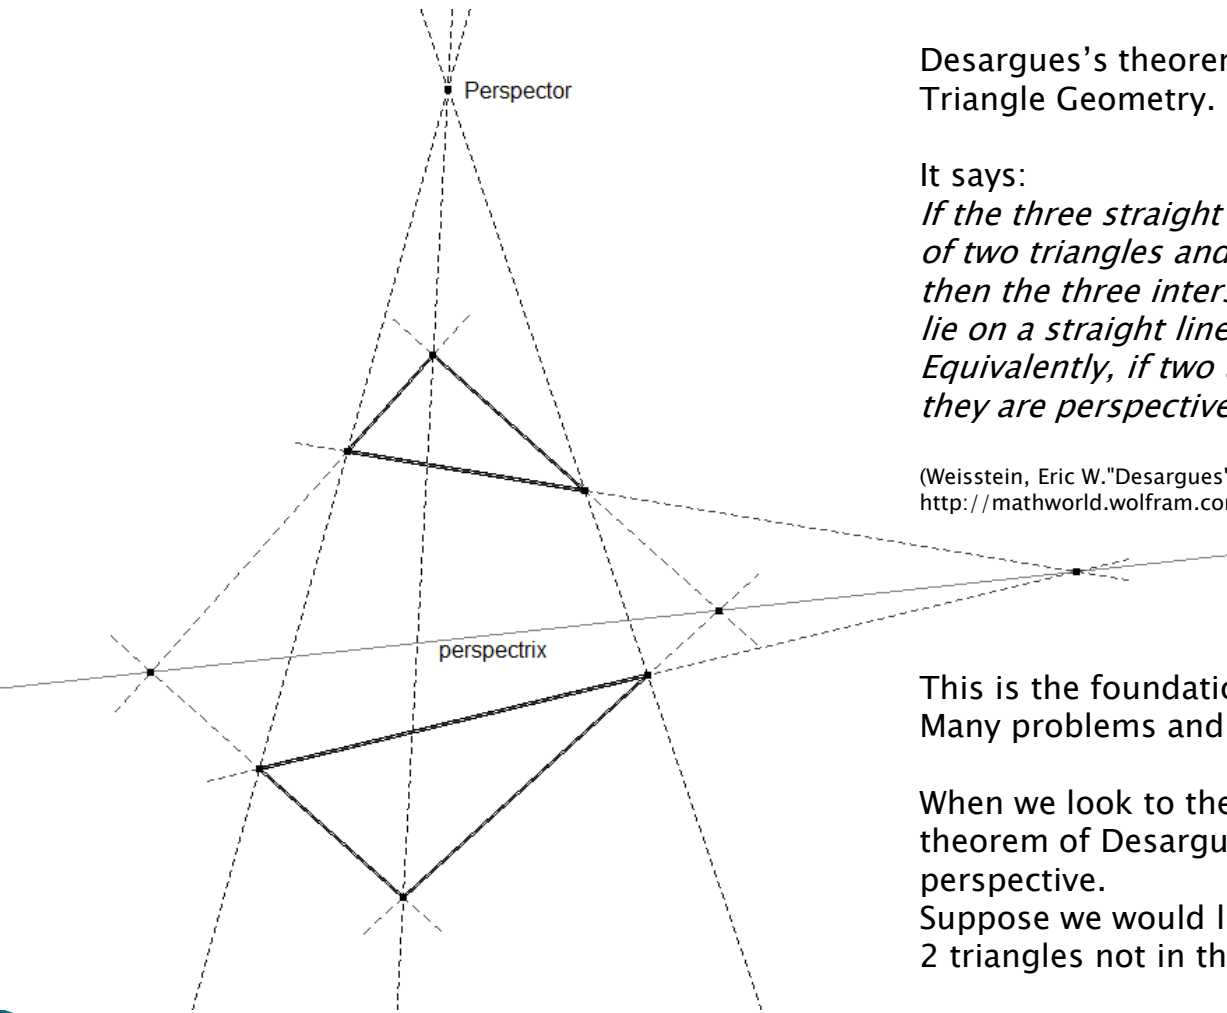 Perspector
perspectrix
Desargues’s theorem
Triangle Geometry.
It says:
If the three straight
of two triangles and
then the three inters
lie on a straight line
Equivalently, if two
they are perspective
(Weisstein, Eric W."Desargues'
http://mathworld.wolfram.co
This is the foundatio
Many problems and
When we look to the
theorem of Desargu
perspective.
Suppose we would l
2 triangles not in th